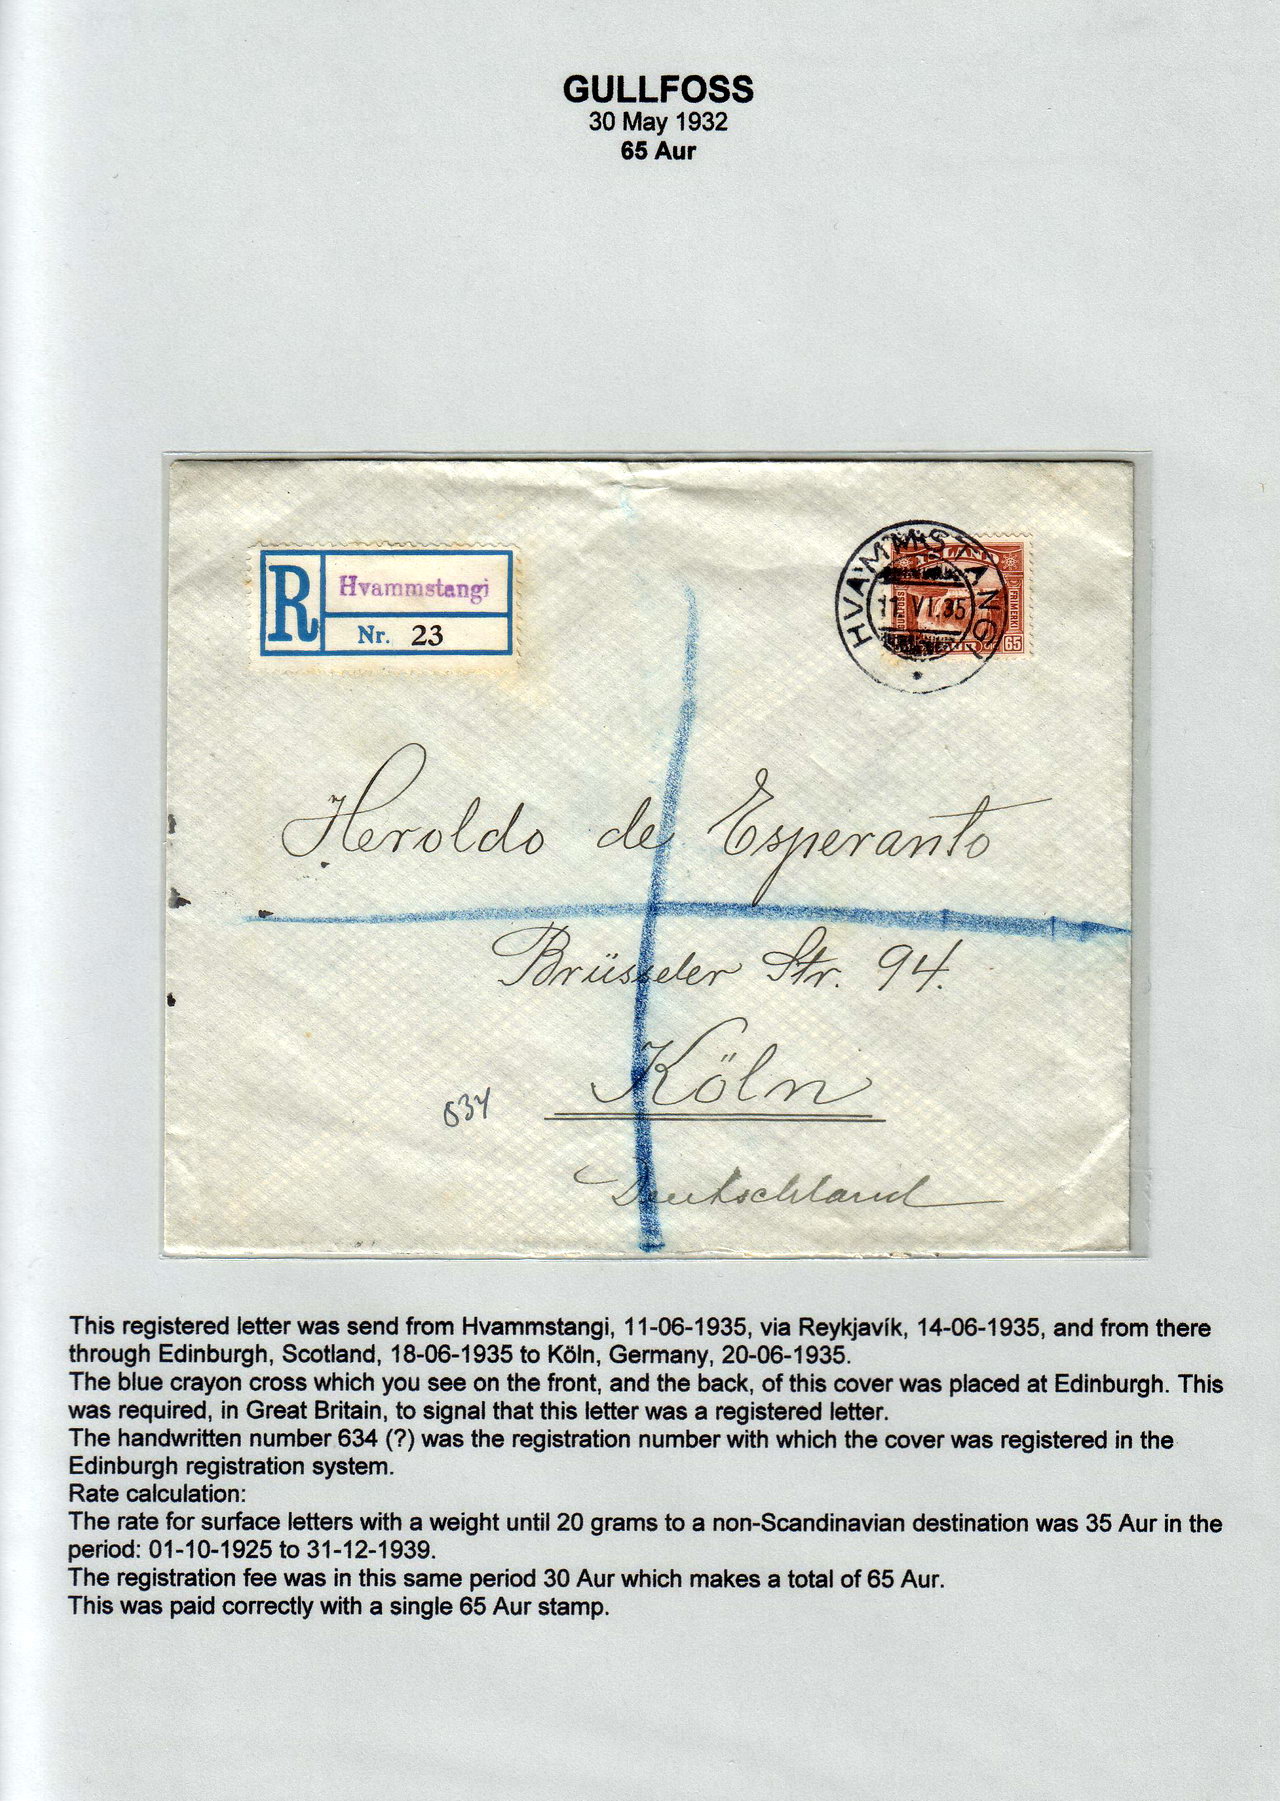 GULLFOSS
30 May 1932
65 Aur
R
Hvammstangi
Nr. 23
HVAMMSTANGI
11. VI. 35
ÍSLAND
GULLFOSS
FRÍMERKI
65
Heroldo de Esperanto
Brüsseler Str. 94.
Köln
634
Deutschland
This registered letter was send from Hvammstangi, 11-06-1935, via Reykjavík, 14-06-1935, and from there
through Edinburgh, Scotland, 18-06-1935 to Köln, Germany, 20-06-1935.
The blue crayon cross which you see on the front, and the back, of this cover was placed at Edinburgh. This
was required, in Great Britain, to signal that this letter was a registered letter.
The handwritten number 634 (?) was the registration number with which the cover was registered in the
Edinburgh registration system.
Rate calculation:
The rate for surface letters with a weight until 20 grams to a non-Scandinavian destination was 35 Aur in the
period: 01-10-1925 to 31-12-1939.
The registration fee was in this same period 30 Aur which makes a total of 65 Aur.
This was paid correctly with a single 65 Aur stamp.